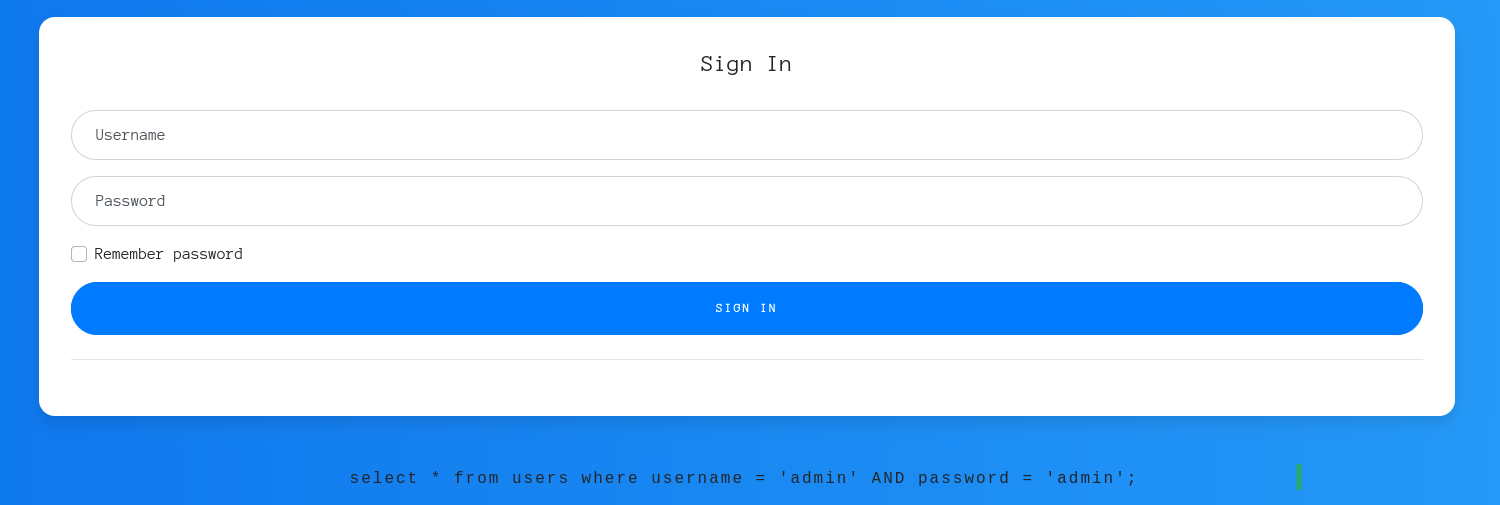 Sign In
Username
Password
Remember password
SIGN IN
select * from users where username = 'admin' AND password = 'admin';